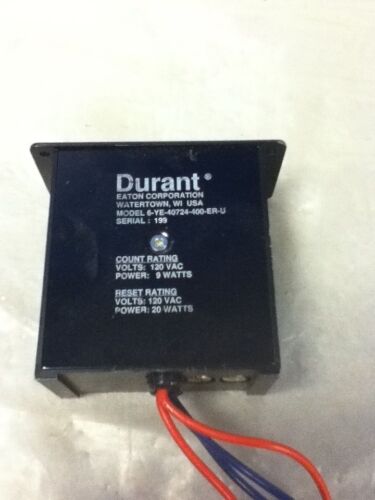 Durant®
EATON CORPORATION
WATERTOWN, WI USA
MODEL 6-YE-40724-400-ER-U
SERIAL : 199
COUNT RATING
VOLTS: 120 VAC
POWER: 9 WATTS
RESET RATING
VOLTS: 120 VAC
POWER: 20 WATTS